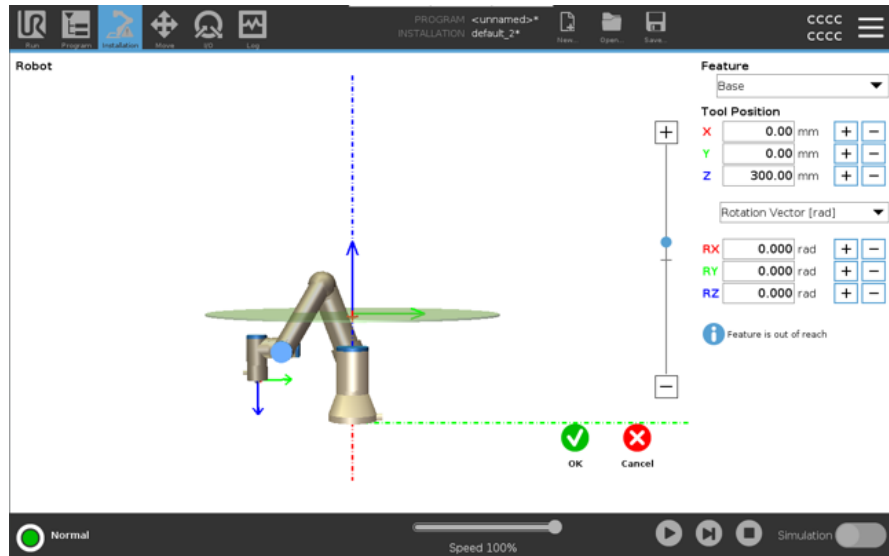 UR
PROGRAM <unnamed>*
INSTALLATION default_2*
CCCC
CCCC
Run Program Installation Move I/O Log New... Open... Save...
Robot
Feature
Base
Tool Position
X 0.00 mm + −
Y 0.00 mm + −
Z 300.00 mm + −
Rotation Vector [rad]
RX 0.000 rad + −
RY 0.000 rad + −
RZ 0.000 rad + −
Feature is out of reach
OK Cancel
Normal
Speed 100%
Simulation